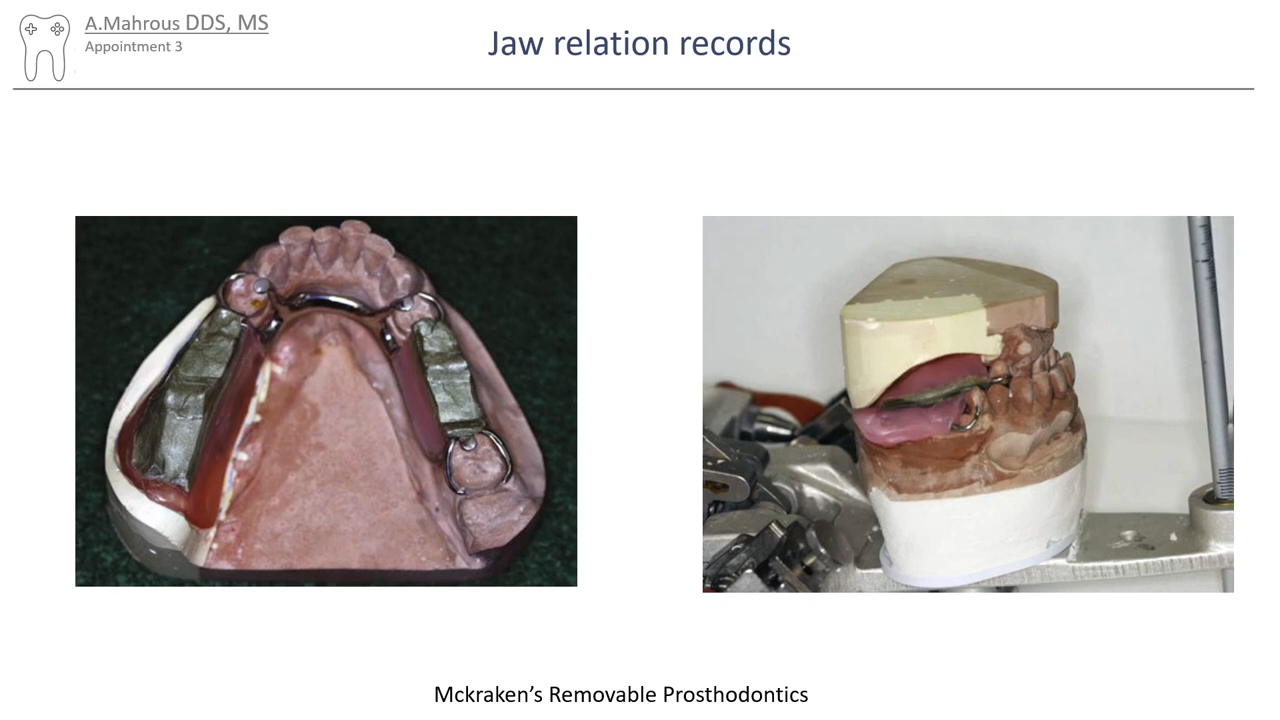 A.Mahrous DDS, MS
Appointment 3
Jaw relation records
Mckraken’s Removable Prosthodontics